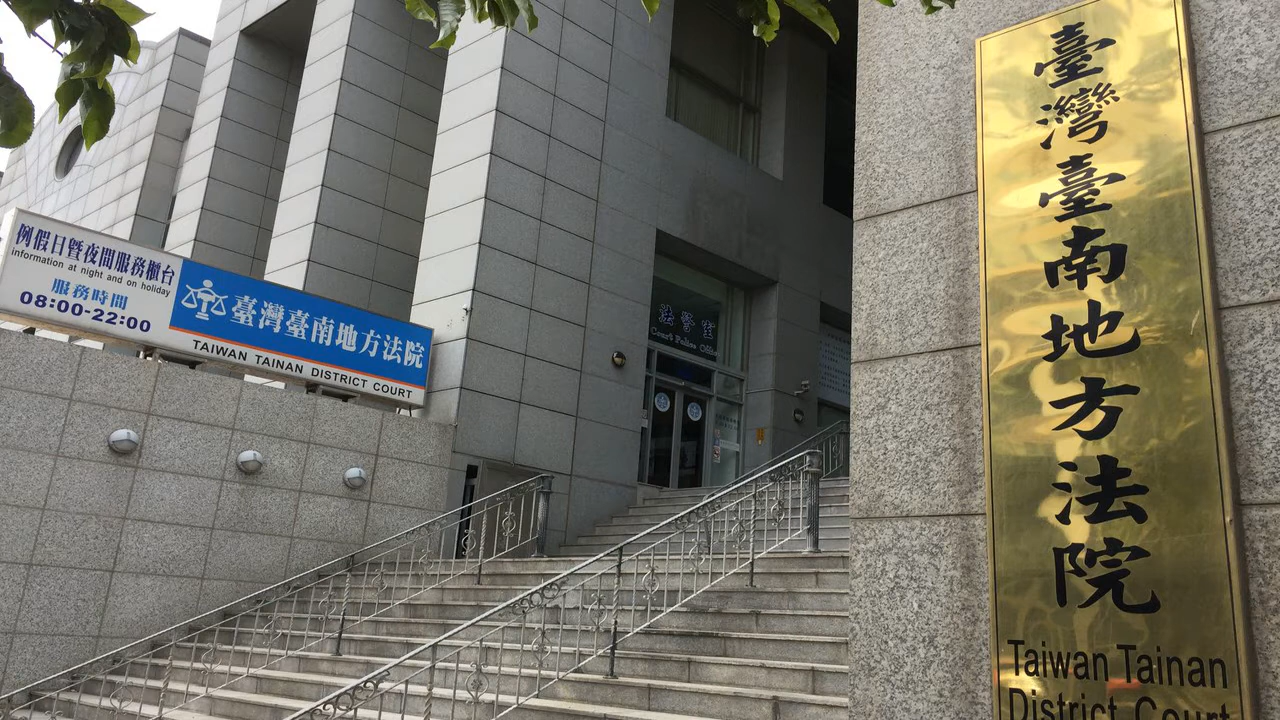 例假日暨夜間服務櫃台
information at night and on holiday
服務時間
08:00-22:00
臺灣臺南地方法院
TAIWAN TAINAN DISTRICT COURT
法警室
Court Police Office
臺灣臺南地方法院
Taiwan Tainan
District Court